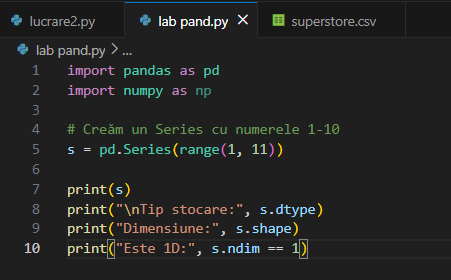 lucrare2.py lab pand.py superstore.csv
lab pand.py > ...
1 import pandas as pd
2 import numpy as np
3
4 # Creăm un Series cu numerele 1-10
5 s = pd.Series(range(1, 11))
6
7 print(s)
8 print("\nTip stocare:", s.dtype)
9 print("Dimensiune:", s.shape)
10 print("Este 1D:", s.ndim == 1)